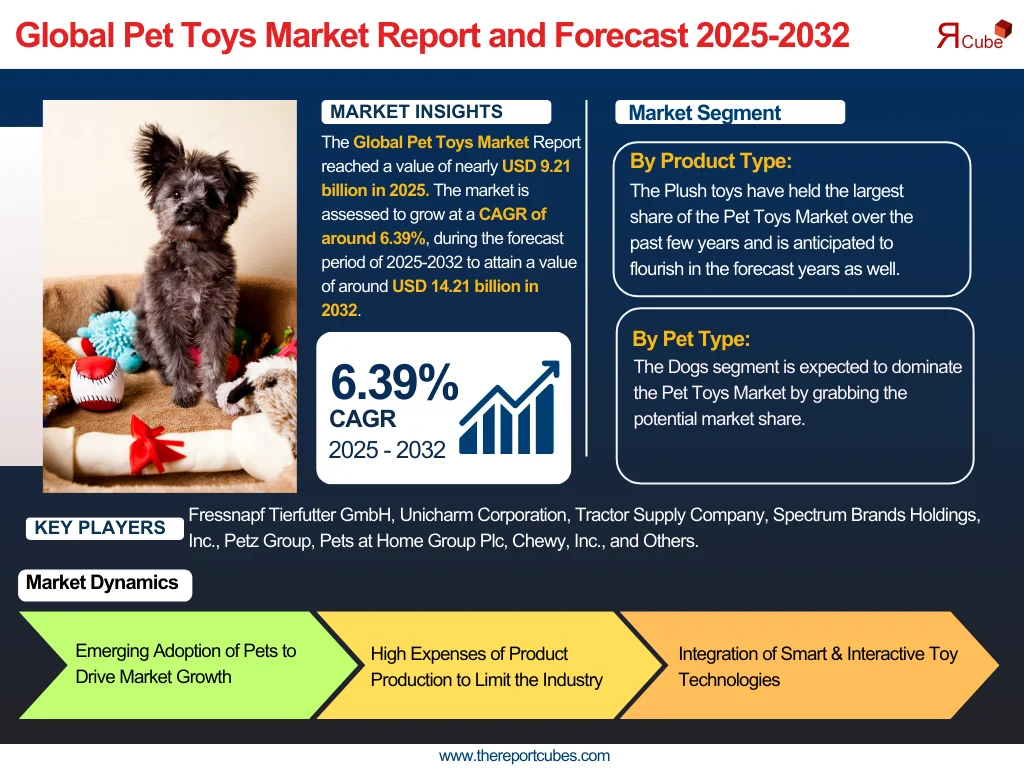 Global Pet Toys Market Report and Forecast 2025-2032
RCube
MARKET INSIGHTS
The Global Pet Toys Market Report
reached a value of nearly USD 9.21
billion in 2025. The market is
assessed to grow at a CAGR of
around 6.39%, during the forecast
period of 2025-2032 to attain a value
of around USD 14.21 billion in
2032.
6.39%
CAGR
2025 - 2032
Market Segment
By Product Type:
The Plush toys have held the largest
share of the Pet Toys Market over the
past few years and is anticipated to
flourish in the forecast years as well.
By Pet Type:
The Dogs segment is expected to dominate
the Pet Toys Market by grabbing the
potential market share.
KEY PLAYERS
Fressnapf Tierfutter GmbH, Unicharm Corporation, Tractor Supply Company, Spectrum Brands Holdings,
Inc., Petz Group, Pets at Home Group Plc, Chewy, Inc., and Others.
Market Dynamics
Emerging Adoption of Pets to
Drive Market Growth
High Expenses of Product
Production to Limit the Industry
Integration of Smart & Interactive Toy
Technologies
www.thereportcubes.com